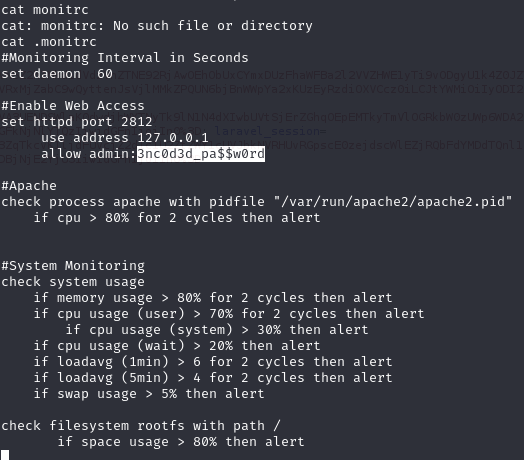 cat monitrc
cat: monitrc: No such file or directory
cat .monitrc
#Monitoring Interval in Seconds
set daemon  60
#Enable Web Access
set httpd port 2812
     use address 127.0.0.1
     allow admin:3nc0d3d_pa$$w0rd
laravel_session=
#Apache
check process apache with pidfile "/var/run/apache2/apache2.pid"
    if cpu > 80% for 2 cycles then alert
#System Monitoring
check system usage
    if memory usage > 80% for 2 cycles then alert
    if cpu usage (user) > 70% for 2 cycles then alert
        if cpu usage (system) > 30% then alert
    if cpu usage (wait) > 20% then alert
    if loadavg (1min) > 6 for 2 cycles then alert
    if loadavg (5min) > 4 for 2 cycles then alert
    if swap usage > 5% then alert
check filesystem rootfs with path /
       if space usage > 80% then alert